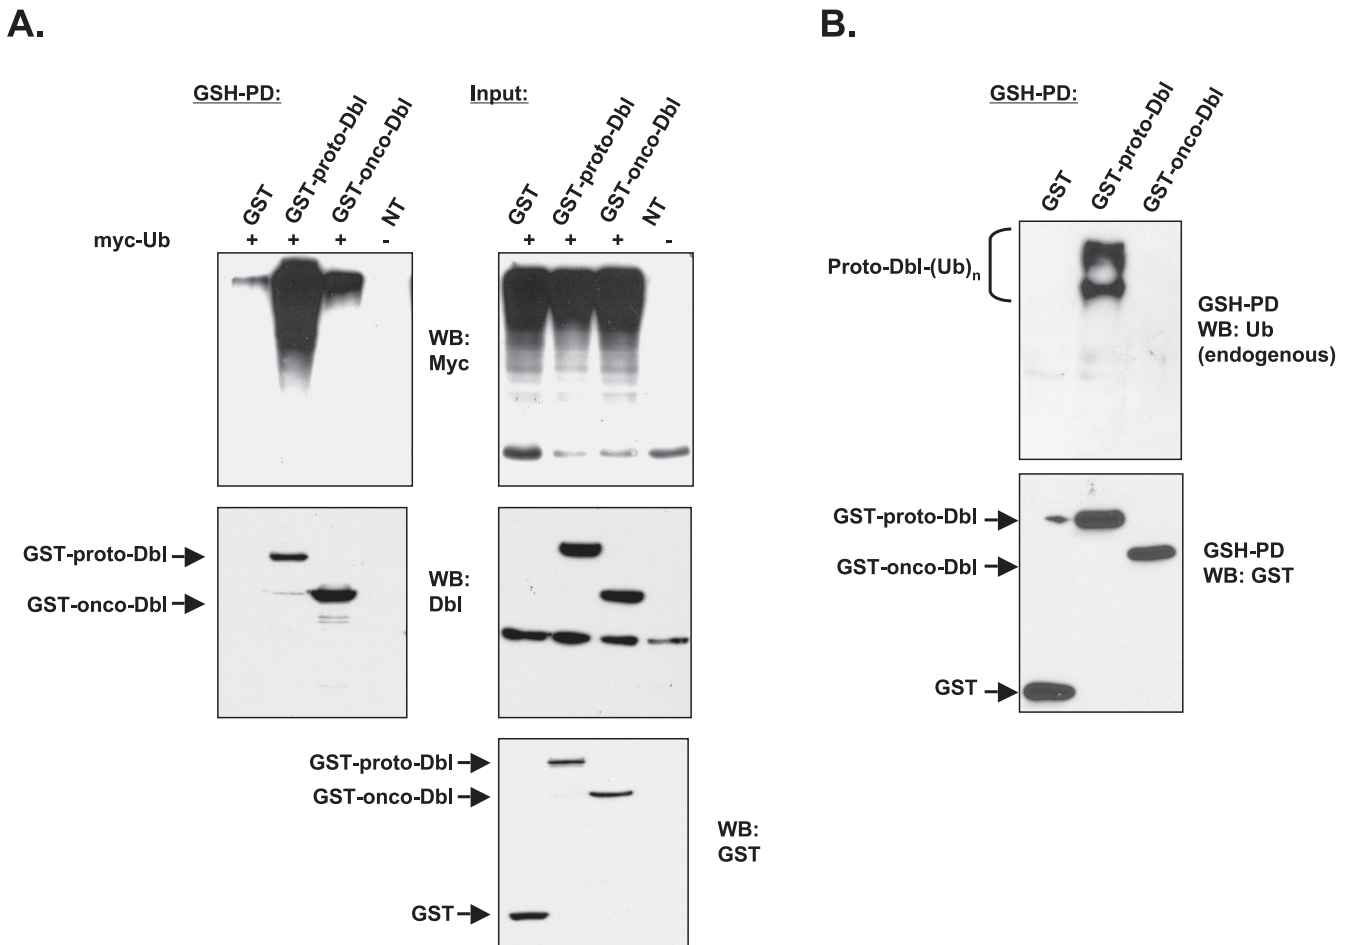 A.
GSH-PD:
Input:
GST
GST-proto-Dbl
GST-onco-Dbl
NT
GST
GST-proto-Dbl
GST-onco-Dbl
NT
myc-Ub + + + - + + + -
WB:
Myc
GST-proto-Dbl
GST-onco-Dbl
WB:
Dbl
GST-proto-Dbl
GST-onco-Dbl
GST
WB:
GST
B.
GSH-PD:
GST
GST-proto-Dbl
GST-onco-Dbl
Proto-Dbl-(Ub)n
GSH-PD
WB: Ub
(endogenous)
GST-proto-Dbl
GST-onco-Dbl
GST
GSH-PD
WB: GST